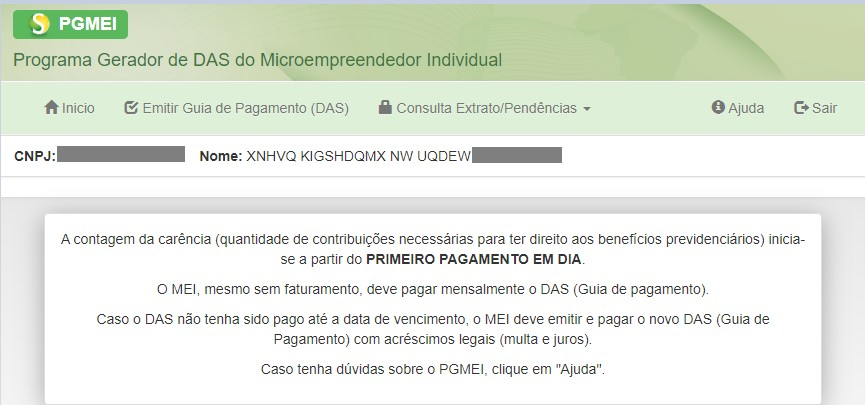 PGMEI
Programa Gerador de DAS do Microempreendedor Individual
Inicio Emitir Guia de Pagamento (DAS) Consulta Extrato/Pendências Ajuda Sair
CNPJ: Nome: XNHVQ KIGSHDQMX NW UQDEW
A contagem da carência (quantidade de contribuições necessárias para ter direito aos benefícios previdenciários) inicia-
se a partir do PRIMEIRO PAGAMENTO EM DIA.
O MEI, mesmo sem faturamento, deve pagar mensalmente o DAS (Guia de pagamento).
Caso o DAS não tenha sido pago até a data de vencimento, o MEI deve emitir e pagar o novo DAS (Guia de
Pagamento) com acréscimos legais (multa e juros).
Caso tenha dúvidas sobre o PGMEI, clique em "Ajuda".